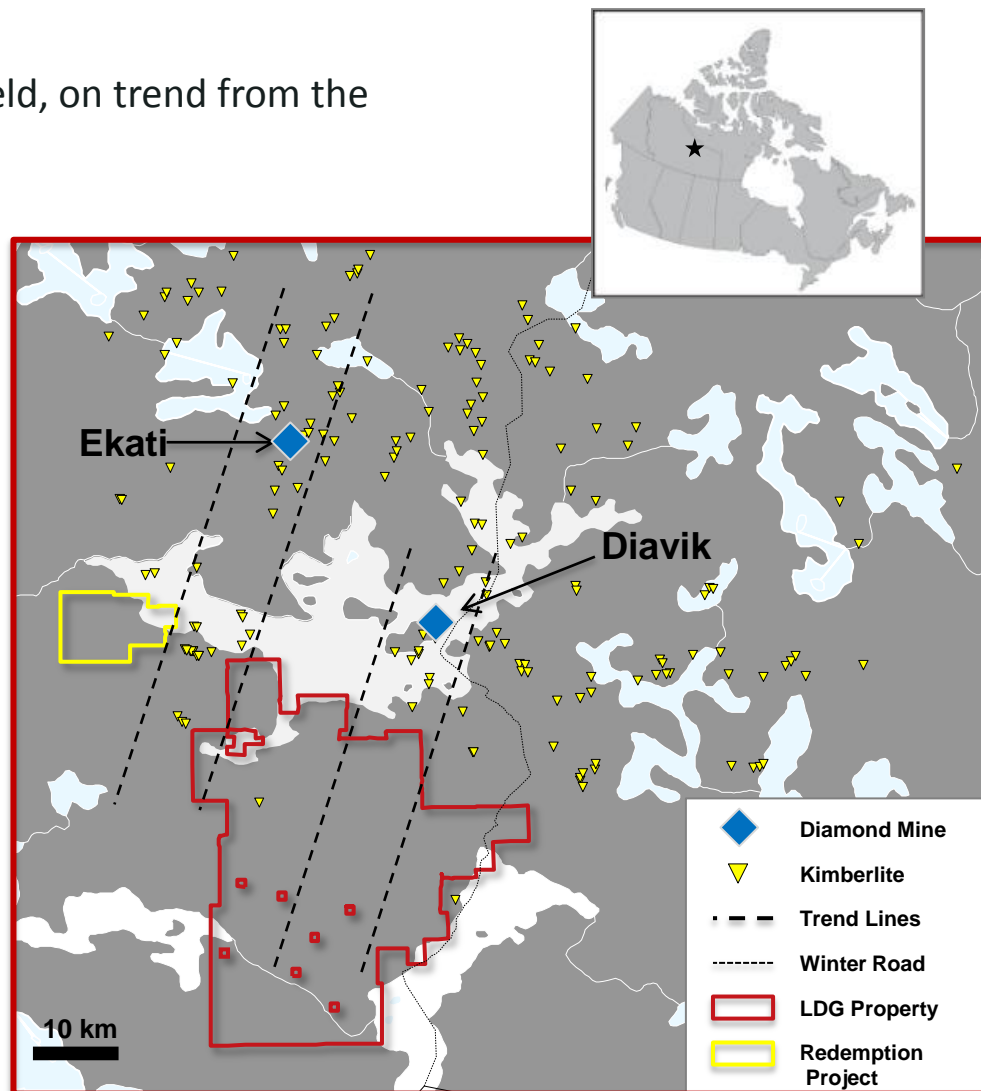 eld, on trend from the
Ekati
Diavik
Diamond Mine
Kimberlite
Trend Lines
Winter Road
LDG Property
Redemption
Project
10 km